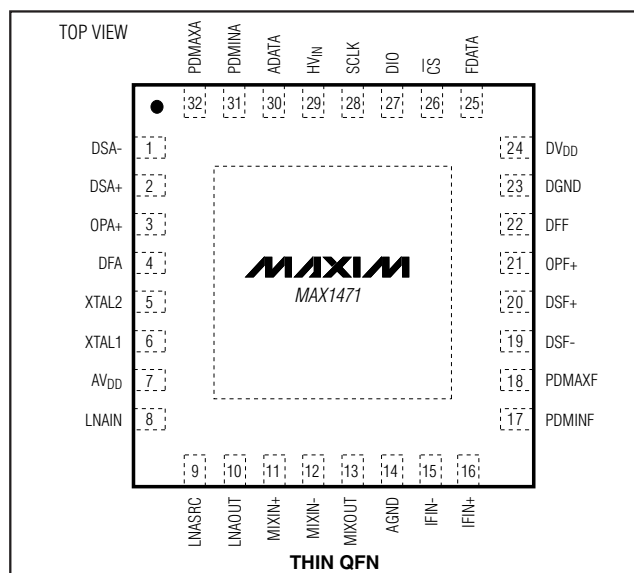 TOP VIEW
PDMAXA
PDMINA
ADATA
HVIN
SCLK
DIO
CS
FDATA
32 31 30 29 28 27 26 25
DSA- 1
DSA+ 2
OPA+ 3
DFA 4
XTAL2 5
XTAL1 6
AVDD 7
LNAIN 8
MAXIM
MAX1471
24 DVDD
23 DGND
22 DFF
21 OPF+
20 DSF+
19 DSF-
18 PDMAXF
17 PDMINF
9 10 11 12 13 14 15 16
LNASRC
LNAOUT
MIXIN+
MIXIN-
MIXOUT
AGND
IFIN-
IFIN+
THIN QFN